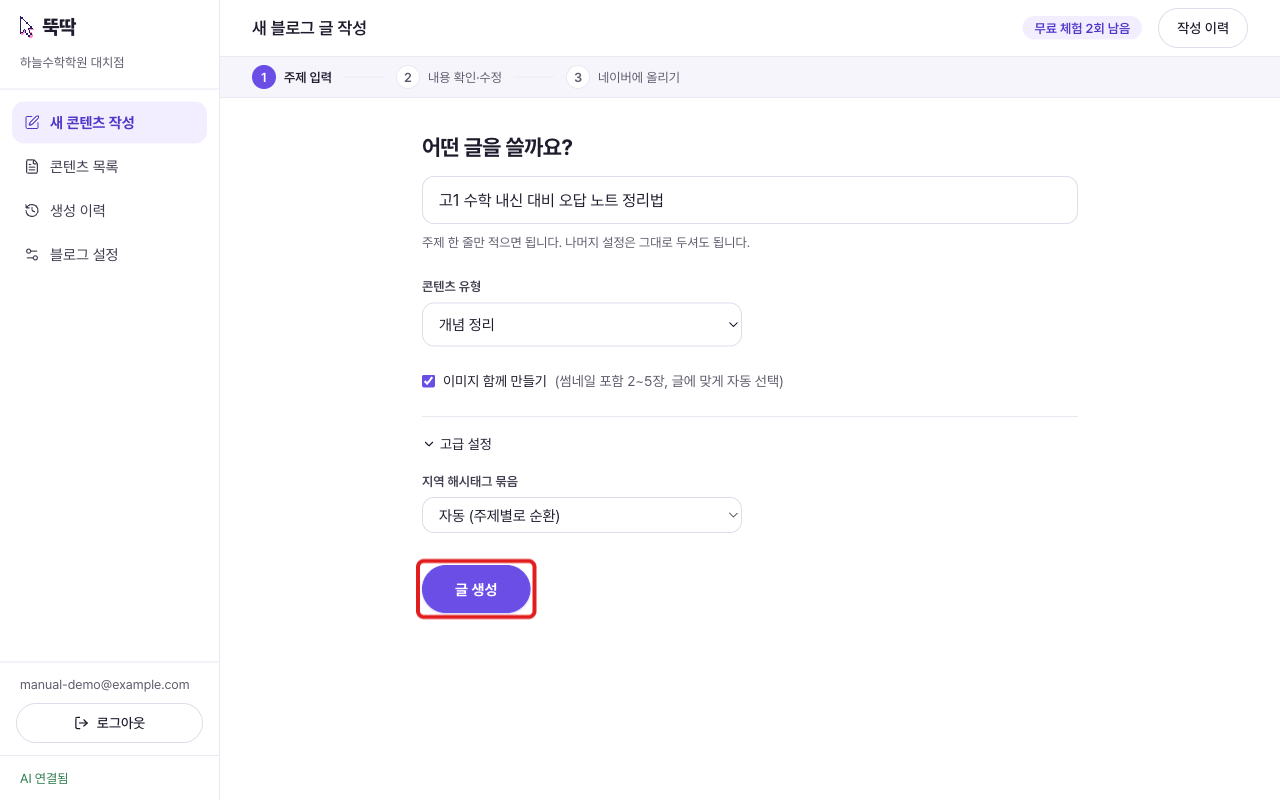 뚝딱
하늘수학학원 대치점
새 콘텐츠 작성
콘텐츠 목록
생성 이력
블로그 설정
manual-demo@example.com
로그아웃
AI 연결됨
새 블로그 글 작성
무료 체험 2회 남음
작성 이력
1 주제 입력
2 내용 확인·수정
3 네이버에 올리기
어떤 글을 쓸까요?
고1 수학 내신 대비 오답 노트 정리법
주제 한 줄만 적으면 됩니다. 나머지 설정은 그대로 두셔도 됩니다.
콘텐츠 유형
개념 정리
이미지 함께 만들기 (썸네일 포함 2~5장, 글에 맞게 자동 선택)
고급 설정
지역 해시태그 묶음
자동 (주제별로 순환)
글 생성